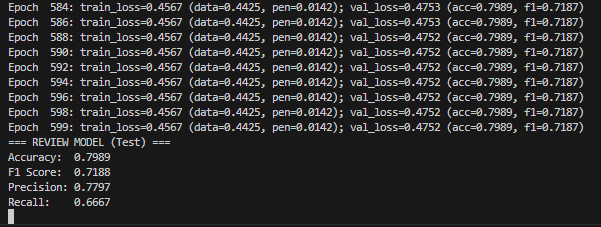 Epoch  584: train_loss=0.4567 (data=0.4425, pen=0.0142); val_loss=0.4753 (acc=0.7989, f1=0.7187)
Epoch  586: train_loss=0.4567 (data=0.4425, pen=0.0142); val_loss=0.4753 (acc=0.7989, f1=0.7187)
Epoch  588: train_loss=0.4567 (data=0.4425, pen=0.0142); val_loss=0.4752 (acc=0.7989, f1=0.7187)
Epoch  590: train_loss=0.4567 (data=0.4425, pen=0.0142); val_loss=0.4752 (acc=0.7989, f1=0.7187)
Epoch  592: train_loss=0.4567 (data=0.4425, pen=0.0142); val_loss=0.4752 (acc=0.7989, f1=0.7187)
Epoch  594: train_loss=0.4567 (data=0.4425, pen=0.0142); val_loss=0.4752 (acc=0.7989, f1=0.7187)
Epoch  596: train_loss=0.4567 (data=0.4425, pen=0.0142); val_loss=0.4752 (acc=0.7989, f1=0.7187)
Epoch  598: train_loss=0.4567 (data=0.4425, pen=0.0142); val_loss=0.4752 (acc=0.7989, f1=0.7187)
Epoch  599: train_loss=0.4567 (data=0.4425, pen=0.0142); val_loss=0.4752 (acc=0.7989, f1=0.7187)
=== REVIEW MODEL (Test) ===
Accuracy:  0.7989
F1 Score:  0.7188
Precision: 0.7797
Recall:    0.6667